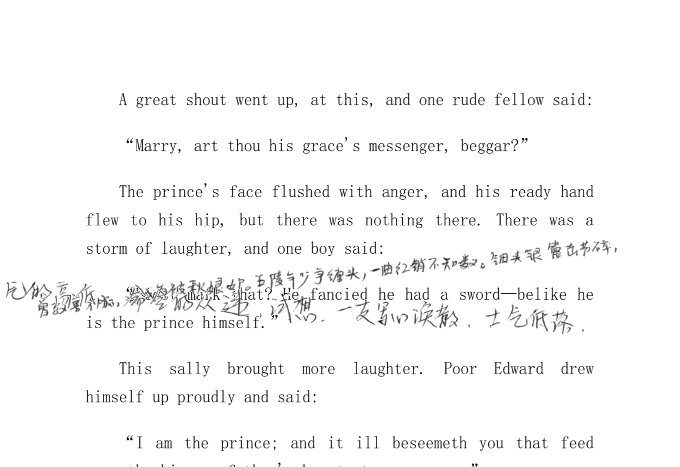 A great shout went up, at this, and one rude fellow said:
“Marry, art thou his grace's messenger, beggar?”
The prince's face flushed with anger, and his ready hand
flew to his hip, but there was nothing there. There was a
storm of laughter, and one boy said:
秋娘妒。五陵年少争缠头,一曲红绡不知数。钿头银篦击节碎,
that? He fancied he had a sword—belike he
试想,一支军心涣散、士气低落,
is the prince himself.”
This sally brought more laughter. Poor Edward drew
himself up proudly and said:
“I am the prince; and it ill beseemeth you that feed